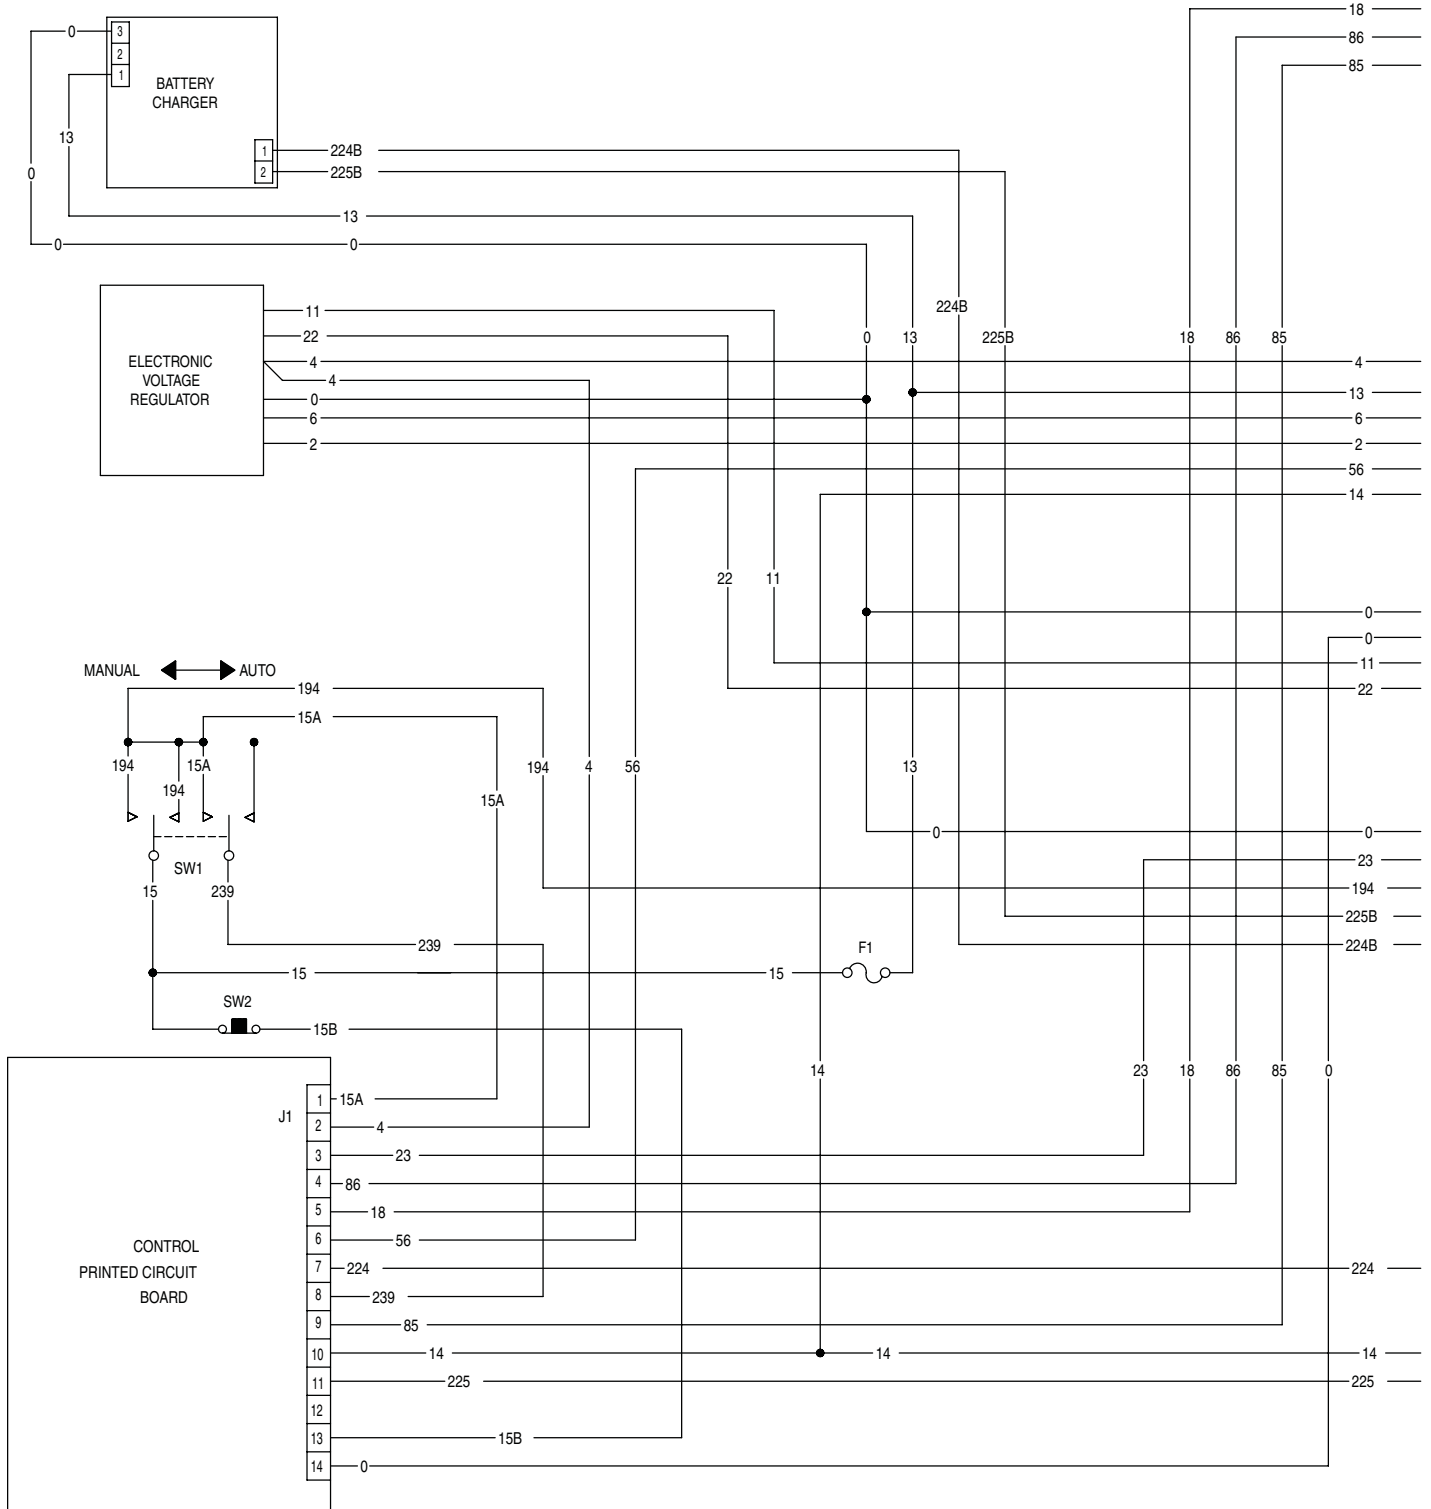 18
0 3
86
2
85
1
BATTERY
CHARGER
13
1 224B
2 225B
0
13
0 0
224B
11
22
0 13 225B 18 86 85
ELECTRONIC
VOLTAGE
REGULATOR
4 4
4
13
0
6 6
2 2
56
14
22 11
0
0
MANUAL AUTO
11
194 22
15A
194 15A 194 4 56 13
194
15A
0 0
23
SW1
15 239 194
225B
239 F1 224B
15 15
SW2
15B
14 23 18 86 85 0
J1
1 15A
2 4
3 23
4 86
5 18
6 56
CONTROL
PRINTED CIRCUIT
BOARD
7 224 224
8 239
9 85
10 14 14 14
11 225 225
12
13 15B
14 0